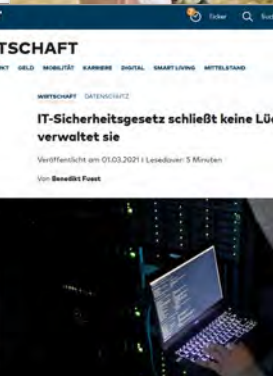 Ticker
TSCHAFT
GELD MOBILITÄT KARRIERE DIGITAL SMART LIVING MITTELSTAND
WIRTSCHAFT DATENSCHUTZ
IT-Sicherheitsgesetz schließt keine Lü
verwaltet sie
Veröffentlicht am 01.03.2021 | Lesedauer: 5 Minuten
Von Benedikt Fuest